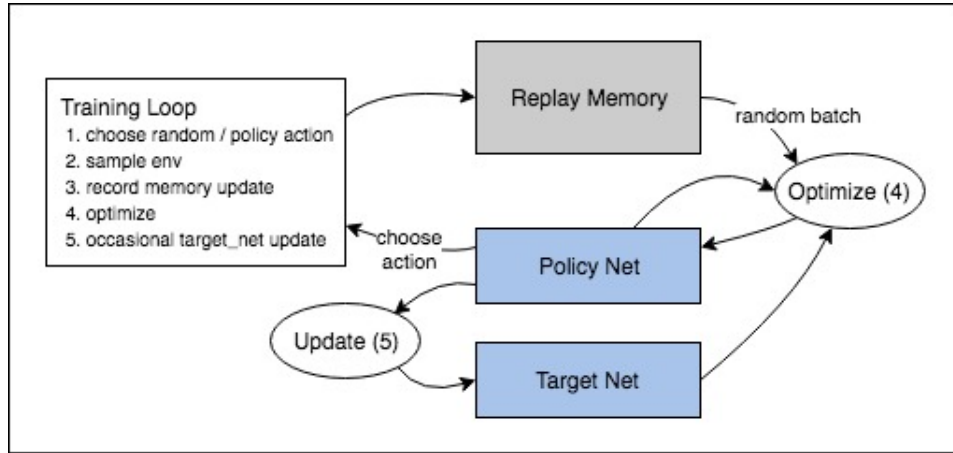 Training Loop
1. choose random / policy action
2. sample env
3. record memory update
4. optimize
5. occasional target_net update
Replay Memory
random batch
Optimize (4)
choose
action
Policy Net
Update (5)
Target Net